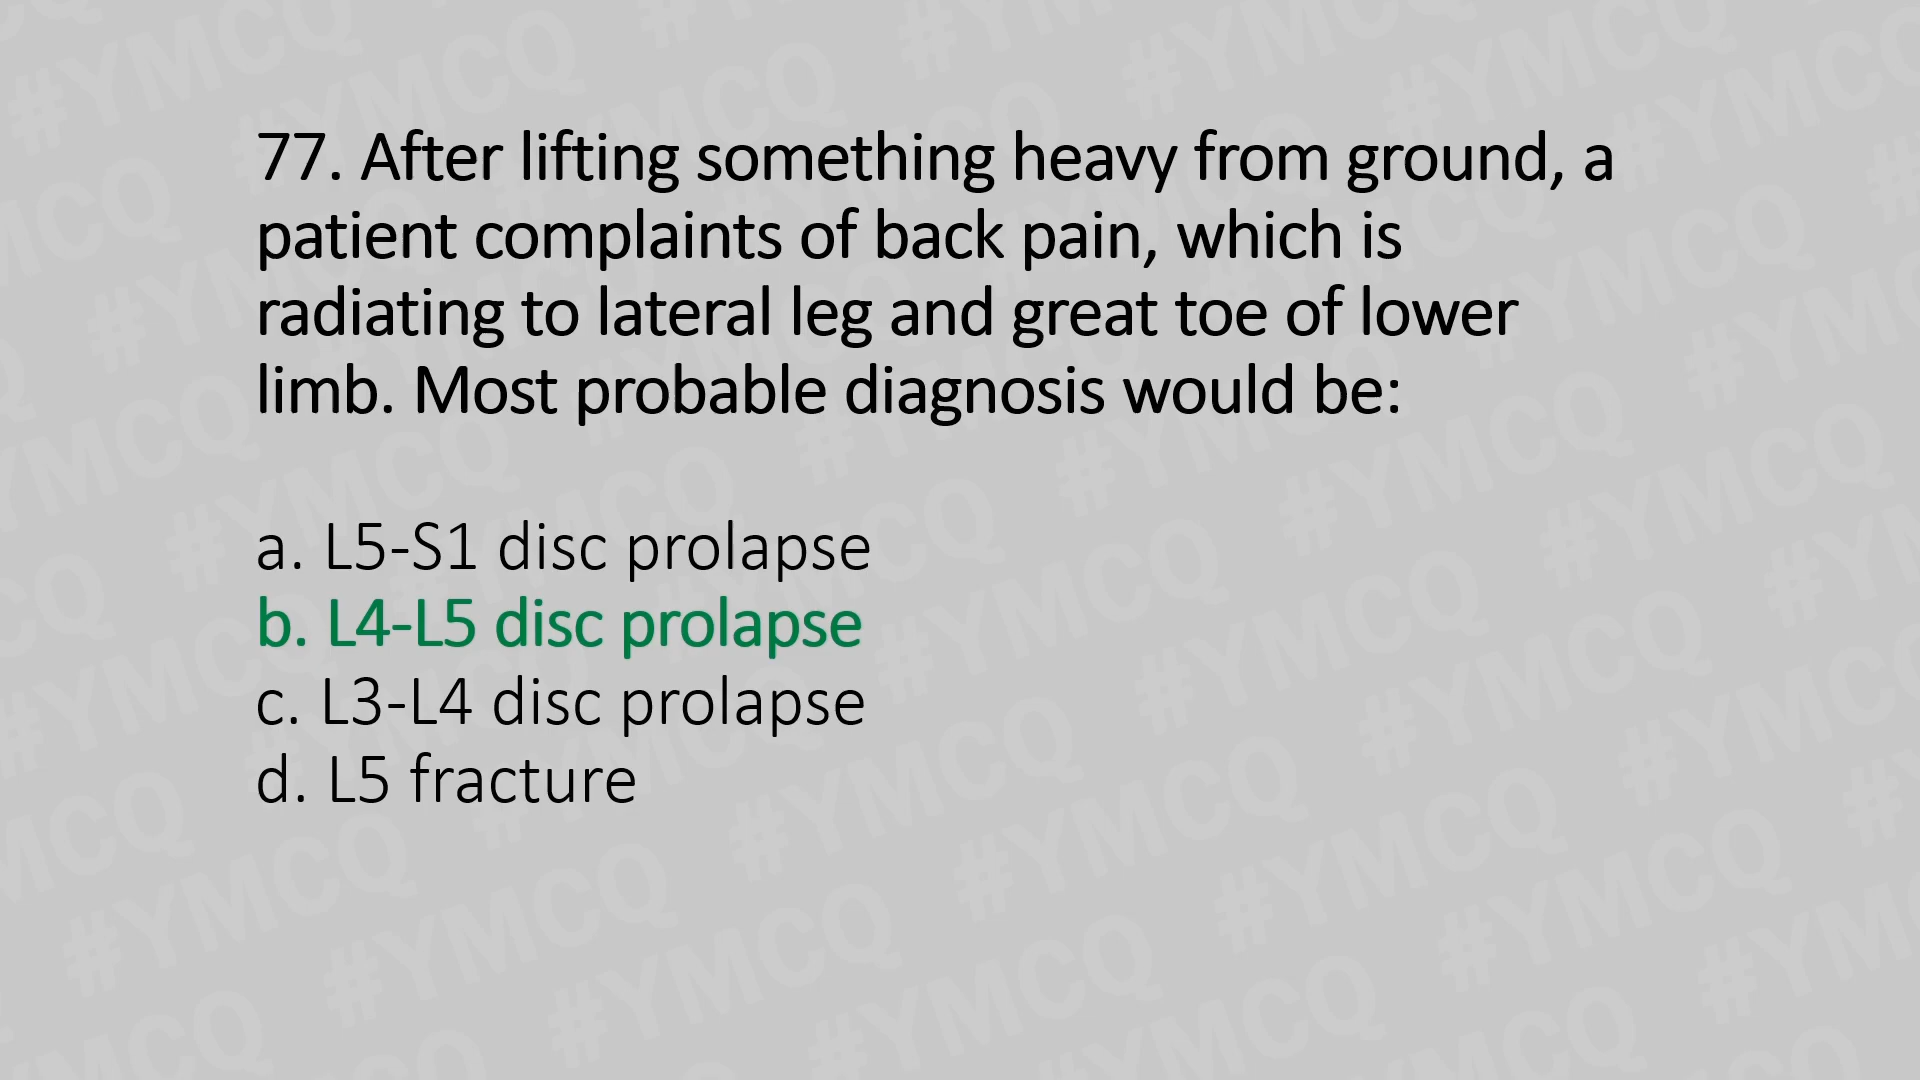 77. After lifting something heavy from ground, a
patient complaints of back pain, which is
radiating to lateral leg and great toe of lower
limb. Most probable diagnosis would be:
a. L5-S1 disc prolapse
b. L4-L5 disc prolapse
c. L3-L4 disc prolapse
d. L5 fracture
#YMCQ